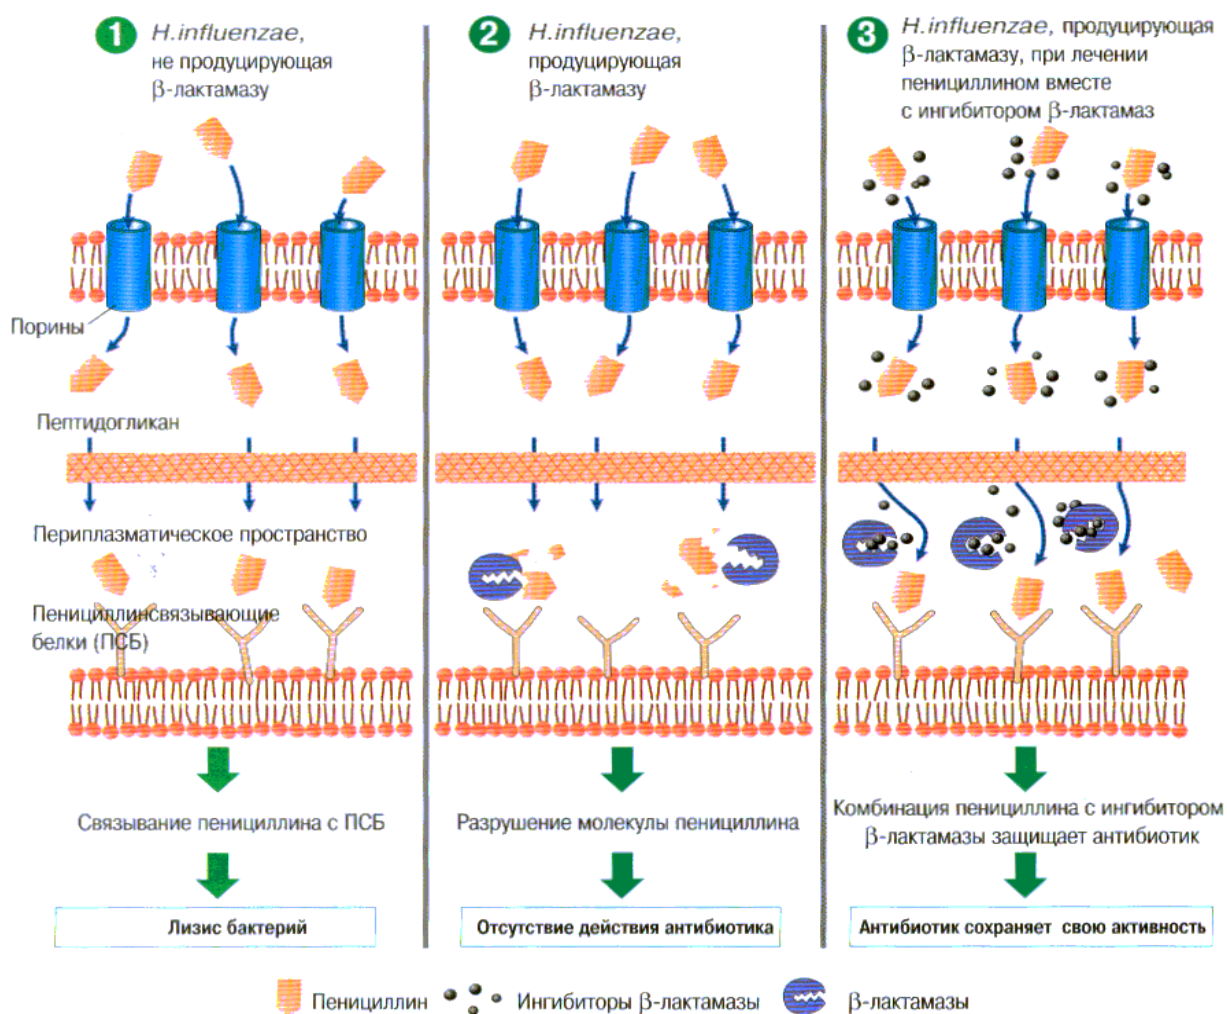 1 H.influenzae,
не продуцирующая
β-лактамазу
Порины
Пептидогликан
Периплазматическое пространство
Пенициллинсвязывающие
белки (ПСБ)
Связывание пенициллина с ПСБ
Лизис бактерий
2 H.influenzae,
продуцирующая
β-лактамазу
Разрушение молекулы пенициллина
Отсутствие действия антибиотика
3 H.influenzae, продуцирующая
β-лактамазу, при лечении
пенициллином вместе
с ингибитором β-лактамаз
Комбинация пенициллина с ингибитором
β-лактамазы защищает антибиотик
Антибиотик сохраняет свою активность
Пенициллин
Ингибиторы β-лактамазы
β-лактамазы